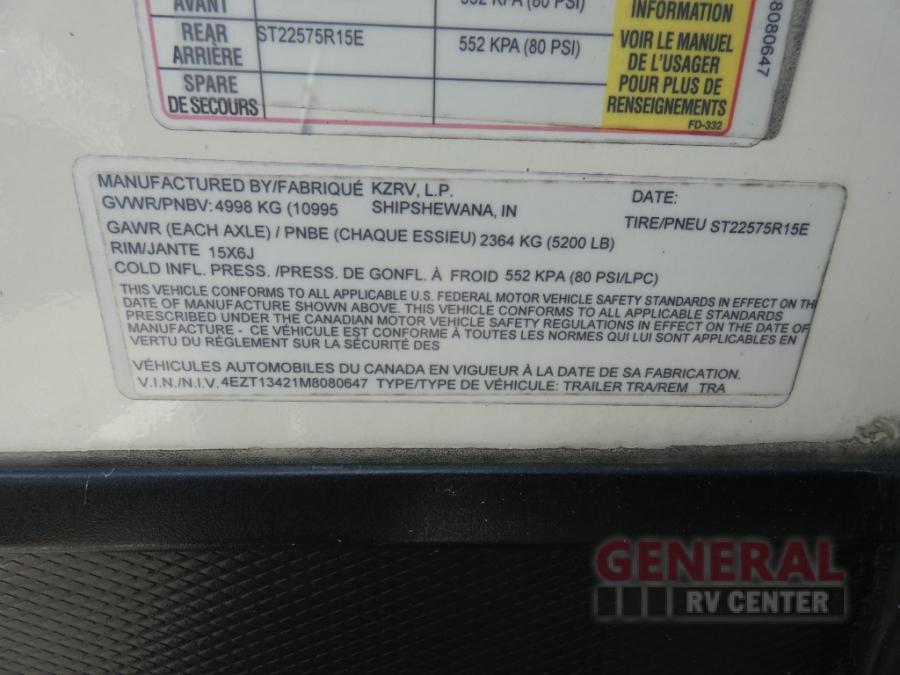 AVANT 552 KPA (80 PSI) INFORMATION
REAR ST22575R15E 552 KPA (80 PSI)
ARRIÈRE
SPARE
DE SECOURS
VOIR LE MANUEL
DE L'USAGER
POUR PLUS DE
RENSEIGNEMENTS
FD-332
8080647
MANUFACTURED BY/FABRIQUÉ KZRV, L.P. DATE:
GVWR/PNBV: 4998 KG (10995 SHIPSHEWANA, IN TIRE/PNEU ST22575R15E
GAWR (EACH AXLE) / PNBE (CHAQUE ESSIEU) 2364 KG (5200 LB)
RIM/JANTE 15X6J
COLD INFL. PRESS. /PRESS. DE GONFL. À FROID 552 KPA (80 PSI/LPC)
THIS VEHICLE CONFORMS TO ALL APPLICABLE U.S. FEDERAL MOTOR VEHICLE SAFETY STANDARDS IN EFFECT ON THE
DATE OF MANUFACTURE SHOWN ABOVE. THIS VEHICLE CONFORMS TO ALL APPLICABLE STANDARDS
PRESCRIBED UNDER THE CANADIAN MOTOR VEHICLE SAFETY REGULATIONS IN EFFECT ON THE DATE OF
MANUFACTURE - CE VÉHICULE EST CONFORME À TOUTES LES NORMES QUI LUI SONT APPLICABLES EN
VERTU DU RÈGLEMENT SUR LA SÉCURITÉ DES
VÉHICULES AUTOMOBILES DU CANADA EN VIGUEUR À LA DATE DE SA FABRICATION.
V.I.N./N.I.V. 4EZT13421M8080647 TYPE/TYPE DE VÉHICULE: TRAILER TRA/REM TRA
GENERAL
RV CENTER